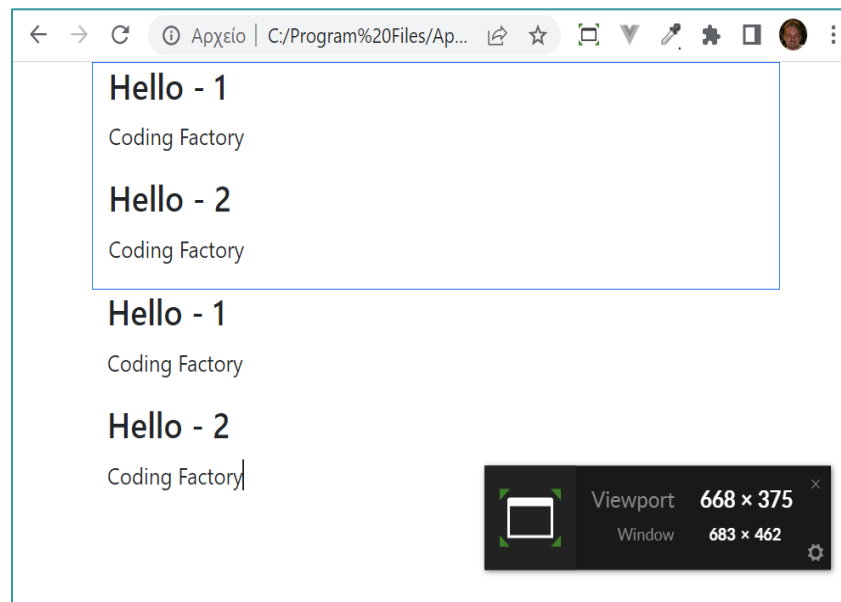 Αρχείο | C:/Program%20Files/Ap...
Hello - 1
Coding Factory
Hello - 2
Coding Factory
Hello - 1
Coding Factory
Hello - 2
Coding Factory
Viewport 668 × 375
Window 683 × 462